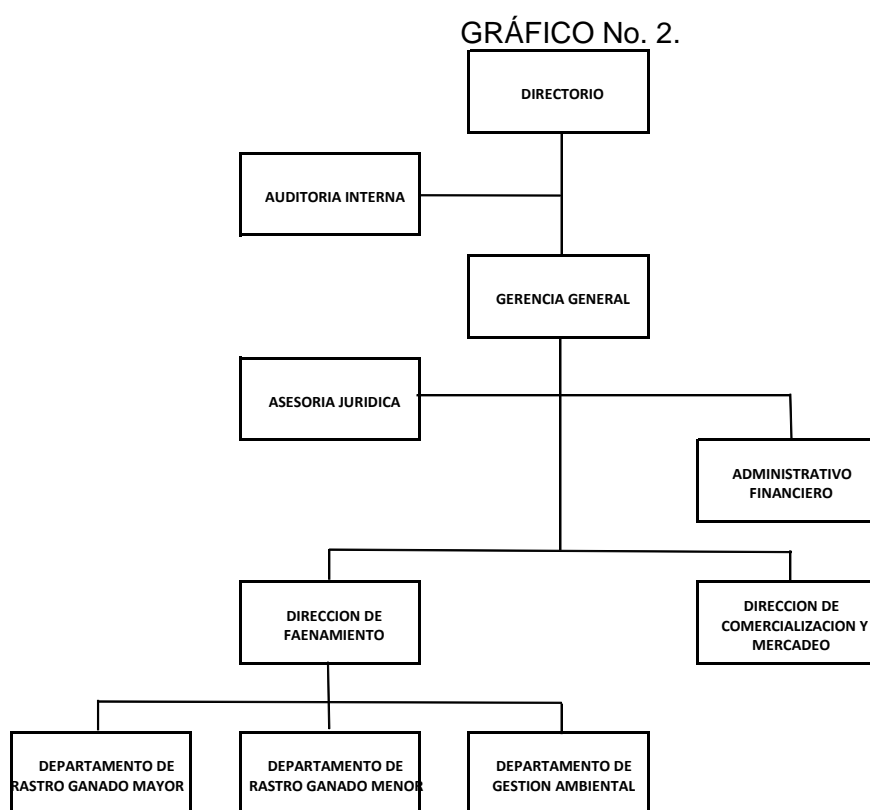 GRÁFICO No. 2.
DIRECTORIO
AUDITORIA INTERNA
GERENCIA GENERAL
ASESORIA JURIDICA
ADMINISTRATIVO
FINANCIERO
DIRECCION DE
FAENAMIENTO
DIRECCION DE
COMERCIALIZACION Y
MERCADEO
DEPARTAMENTO DE
RASTRO GANADO MAYOR
DEPARTAMENTO DE
RASTRO GANADO MENOR
DEPARTAMENTO DE
GESTION AMBIENTAL